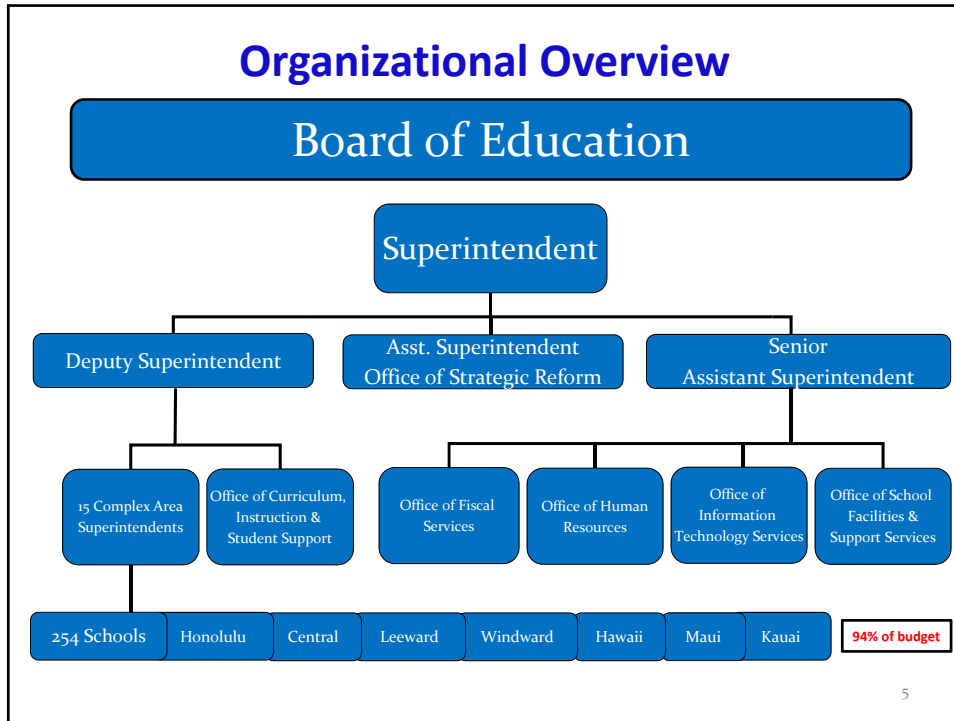 Organizational Overview
Board of Education
Superintendent
Deputy Superintendent
Asst. Superintendent
Office of Strategic Reform
Senior
Assistant Superintendent
15 Complex Area
Superintendents
Office of Curriculum,
Instruction &
Student Support
Office of Fiscal
Services
Office of Human
Resources
Office of
Information
Technology Services
Office of School
Facilities &
Support Services
254 Schools
Honolulu
Central
Leeward
Windward
Hawaii
Maui
Kauai
94% of budget
5